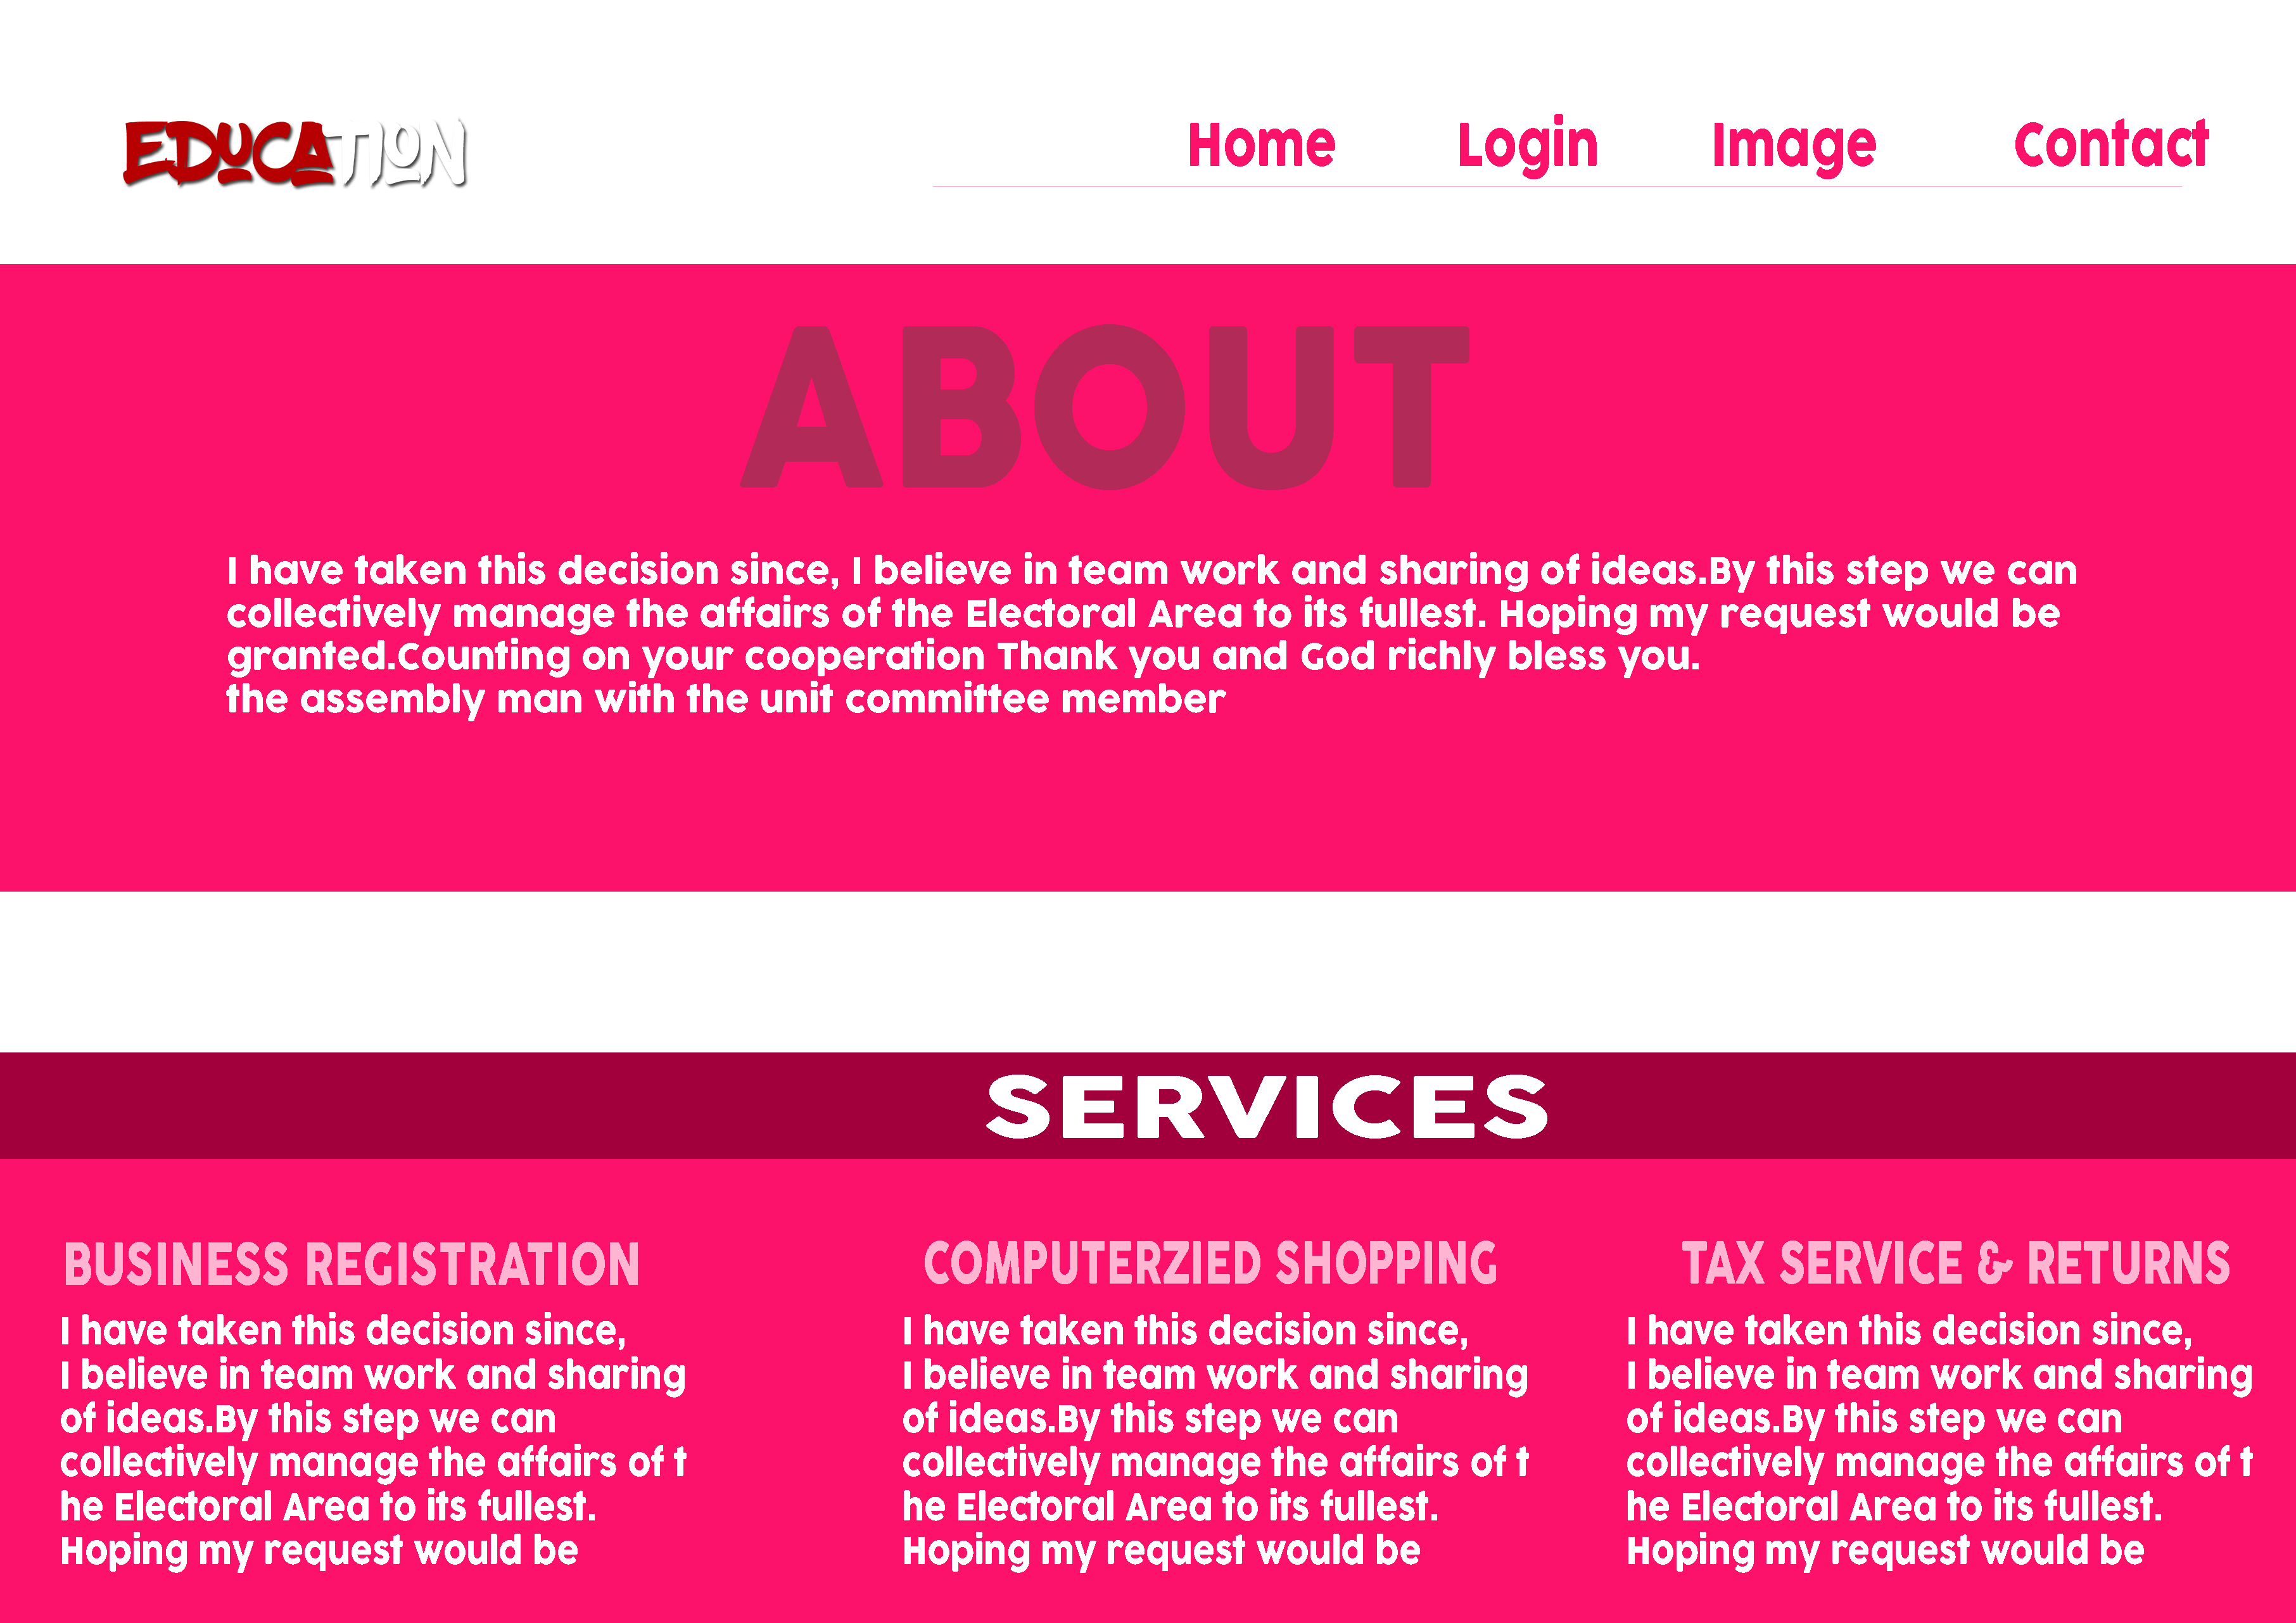 EDUCATION
Home Login Image Contact
ABOUT
I have taken this decision since, I believe in team work and sharing of ideas.By this step we can
collectively manage the affairs of the Electoral Area to its fullest. Hoping my request would be
granted.Counting on your cooperation Thank you and God richly bless you.
the assembly man with the unit committee member
SERVICES
BUSINESS REGISTRATION
I have taken this decision since,
I believe in team work and sharing
of ideas.By this step we can
collectively manage the affairs of t
he Electoral Area to its fullest.
Hoping my request would be
COMPUTERZIED SHOPPING
I have taken this decision since,
I believe in team work and sharing
of ideas.By this step we can
collectively manage the affairs of t
he Electoral Area to its fullest.
Hoping my request would be
TAX SERVICE & RETURNS
I have taken this decision since,
I believe in team work and sharing
of ideas.By this step we can
collectively manage the affairs of t
he Electoral Area to its fullest.
Hoping my request would be